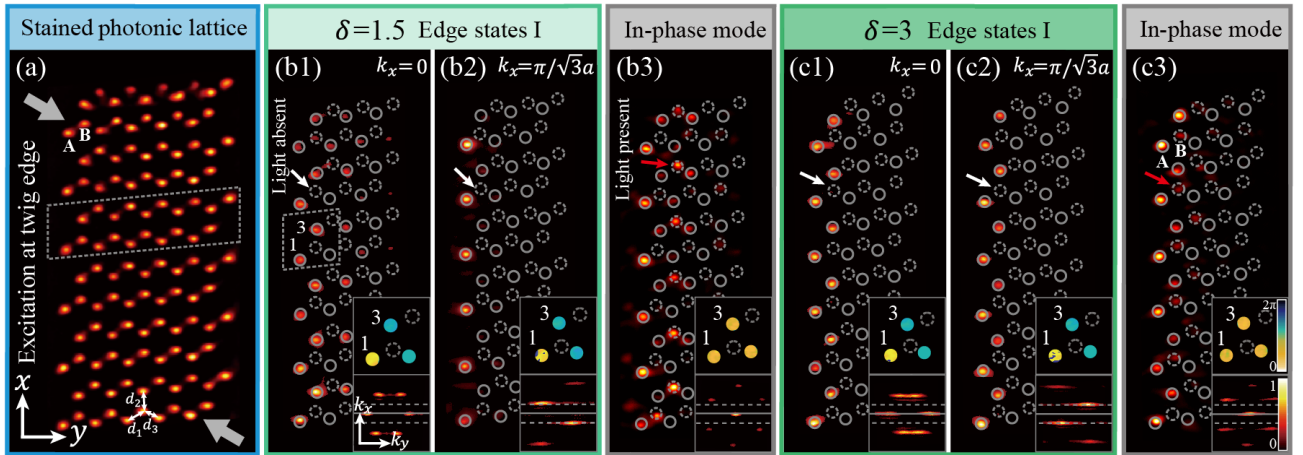 Stained photonic lattice
(a)
Excitation at twig edge
A
B
x
y
d₂
d₁
d₃
δ=1.5 Edge states I
(b1)
kₓ=0
Light absent
3
1
3
1
kₓ
k_y
(b2)
kₓ=π/√3a
3
1
In-phase mode
(b3)
Light present
3
1
δ=3 Edge states I
(c1)
kₓ=0
3
1
(c2)
kₓ=π/√3a
3
1
In-phase mode
(c3)
A
B
3
1
2π
0
1
0